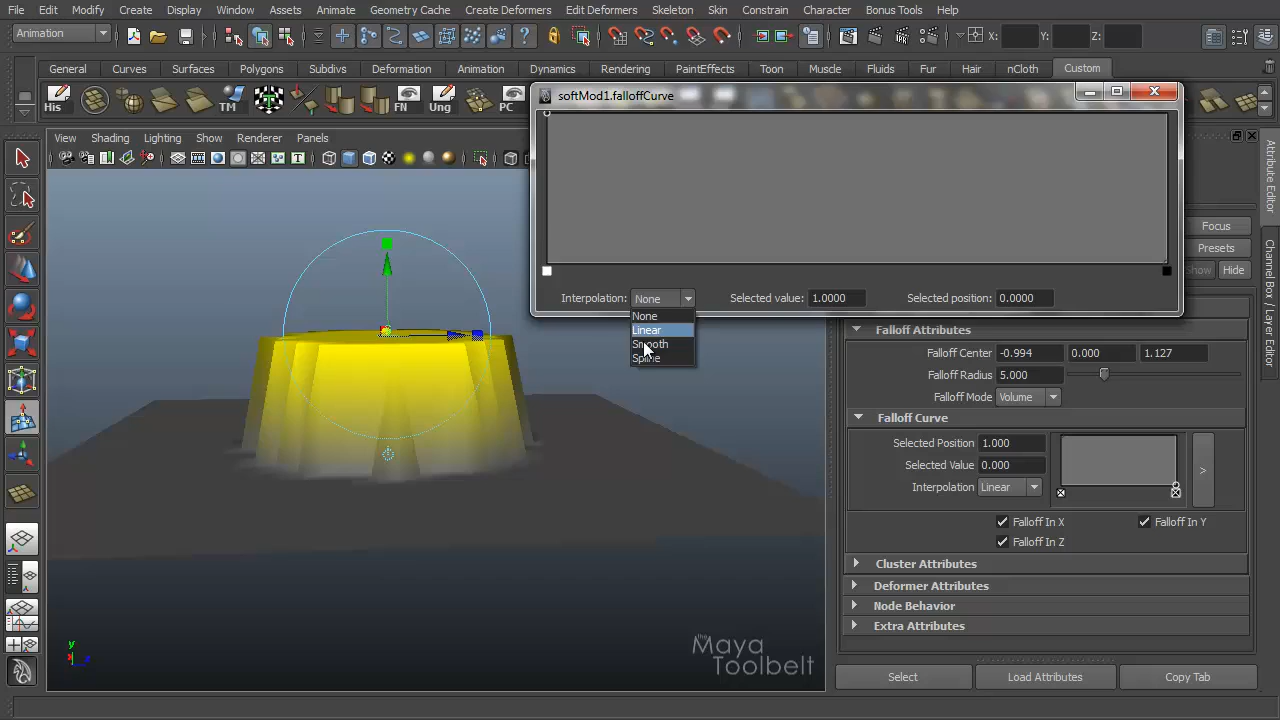 File Edit Modify Create Display Window Assets Animate Geometry Cache Create Deformers Edit Deformers Skeleton Skin Constrain Character Bonus Tools Help
Animation
X: Y: Z:
General Curves Surfaces Polygons Subdivs Deformation Animation Dynamics Rendering PaintEffects Toon Muscle Fluids Fur Hair nCloth Custom
His TM FN Ung PC
softMod1.falloffCurve
View Shading Lighting Show Renderer Panels
Interpolation: None Selected value: 1.0000 Selected position: 0.0000
None
Linear
Smooth
Spline
Focus
Presets
Show Hide
Falloff Attributes
Falloff Center -0.994 0.000 1.127
Falloff Radius 5.000
Falloff Mode Volume
Falloff Curve
Selected Position 1.000
Selected Value 0.000
Interpolation Linear
>
Falloff In X Falloff In Y
Falloff In Z
Cluster Attributes
Deformer Attributes
Node Behavior
Extra Attributes
Select Load Attributes Copy Tab
Attribute Editor
Channel Box / Layer Editor
y
x z
the Maya
Toolbelt